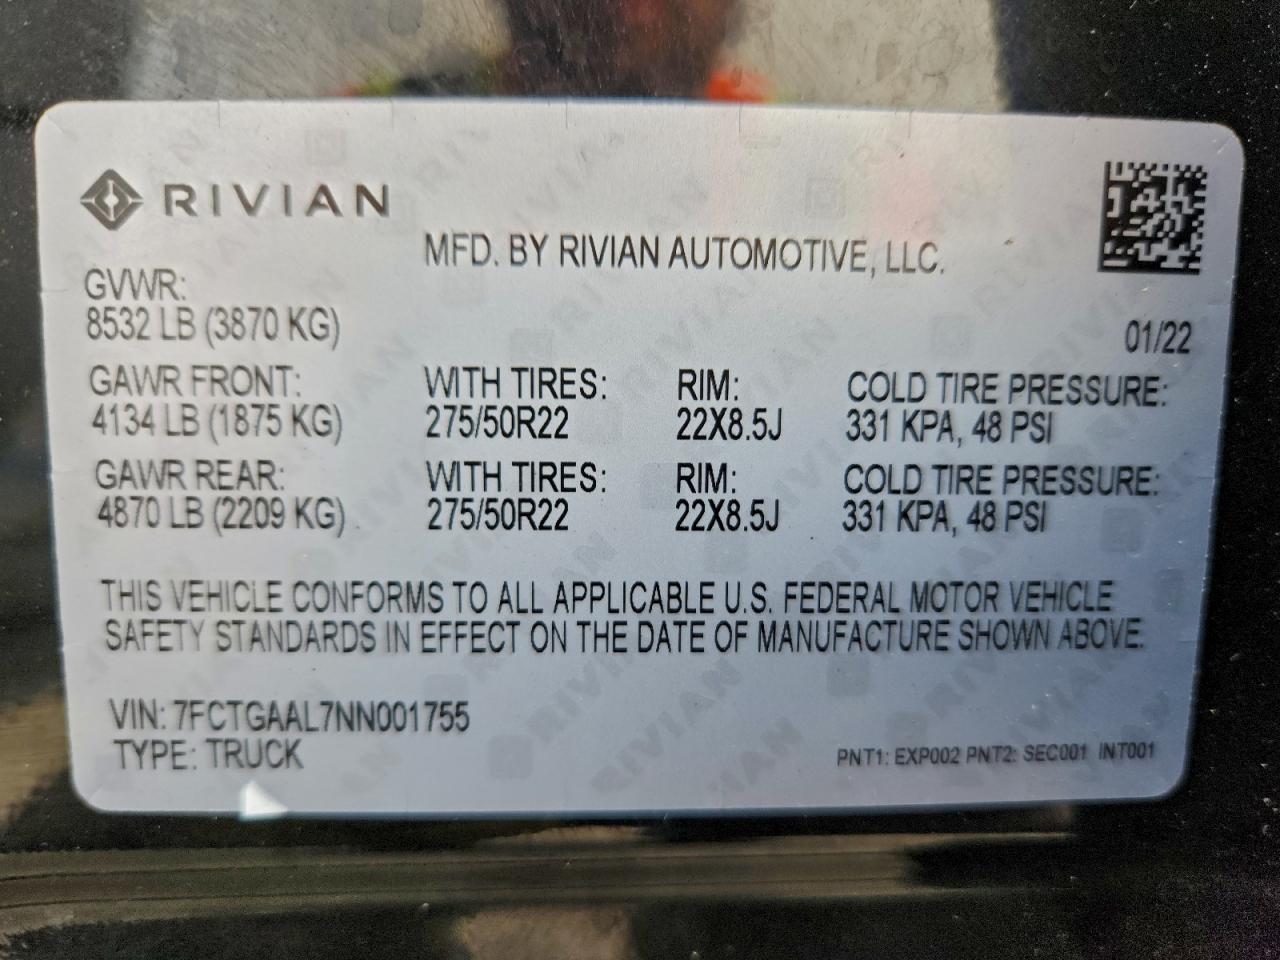 RIVIAN
MFD. BY RIVIAN AUTOMOTIVE, LLC.
GVWR:
8532 LB (3870 KG)
01/22
GAWR FRONT: WITH TIRES: RIM: COLD TIRE PRESSURE:
4134 LB (1875 KG) 275/50R22 22X8.5J 331 KPA, 48 PSI
GAWR REAR: WITH TIRES: RIM: COLD TIRE PRESSURE:
4870 LB (2209 KG) 275/50R22 22X8.5J 331 KPA, 48 PSI
THIS VEHICLE CONFORMS TO ALL APPLICABLE U.S. FEDERAL MOTOR VEHICLE
SAFETY STANDARDS IN EFFECT ON THE DATE OF MANUFACTURE SHOWN ABOVE.
VIN: 7FCTGAAL7NN001755
TYPE: TRUCK
PNT1: EXP002 PNT2: SEC001 INT001